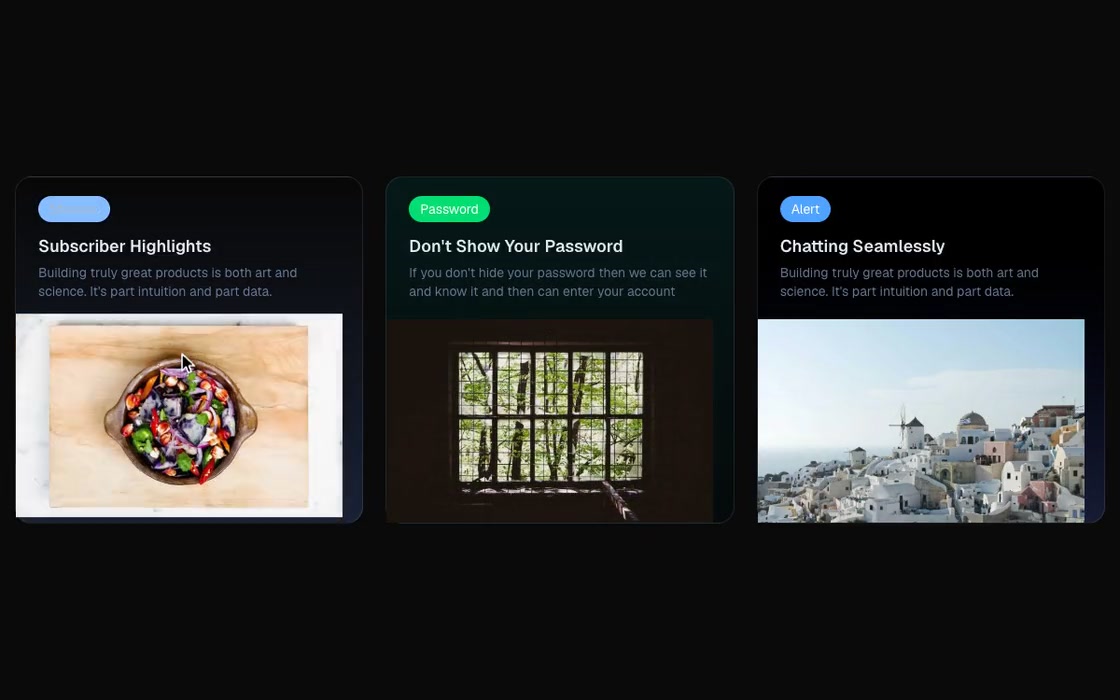 Subscriber Highlights
Building truly great products is both art and
science. It's part intuition and part data.
Password
Don't Show Your Password
If you don't hide your password then we can see it
and know it and then can enter your account
Alert
Chatting Seamlessly
Building truly great products is both art and
science. It's part intuition and part data.